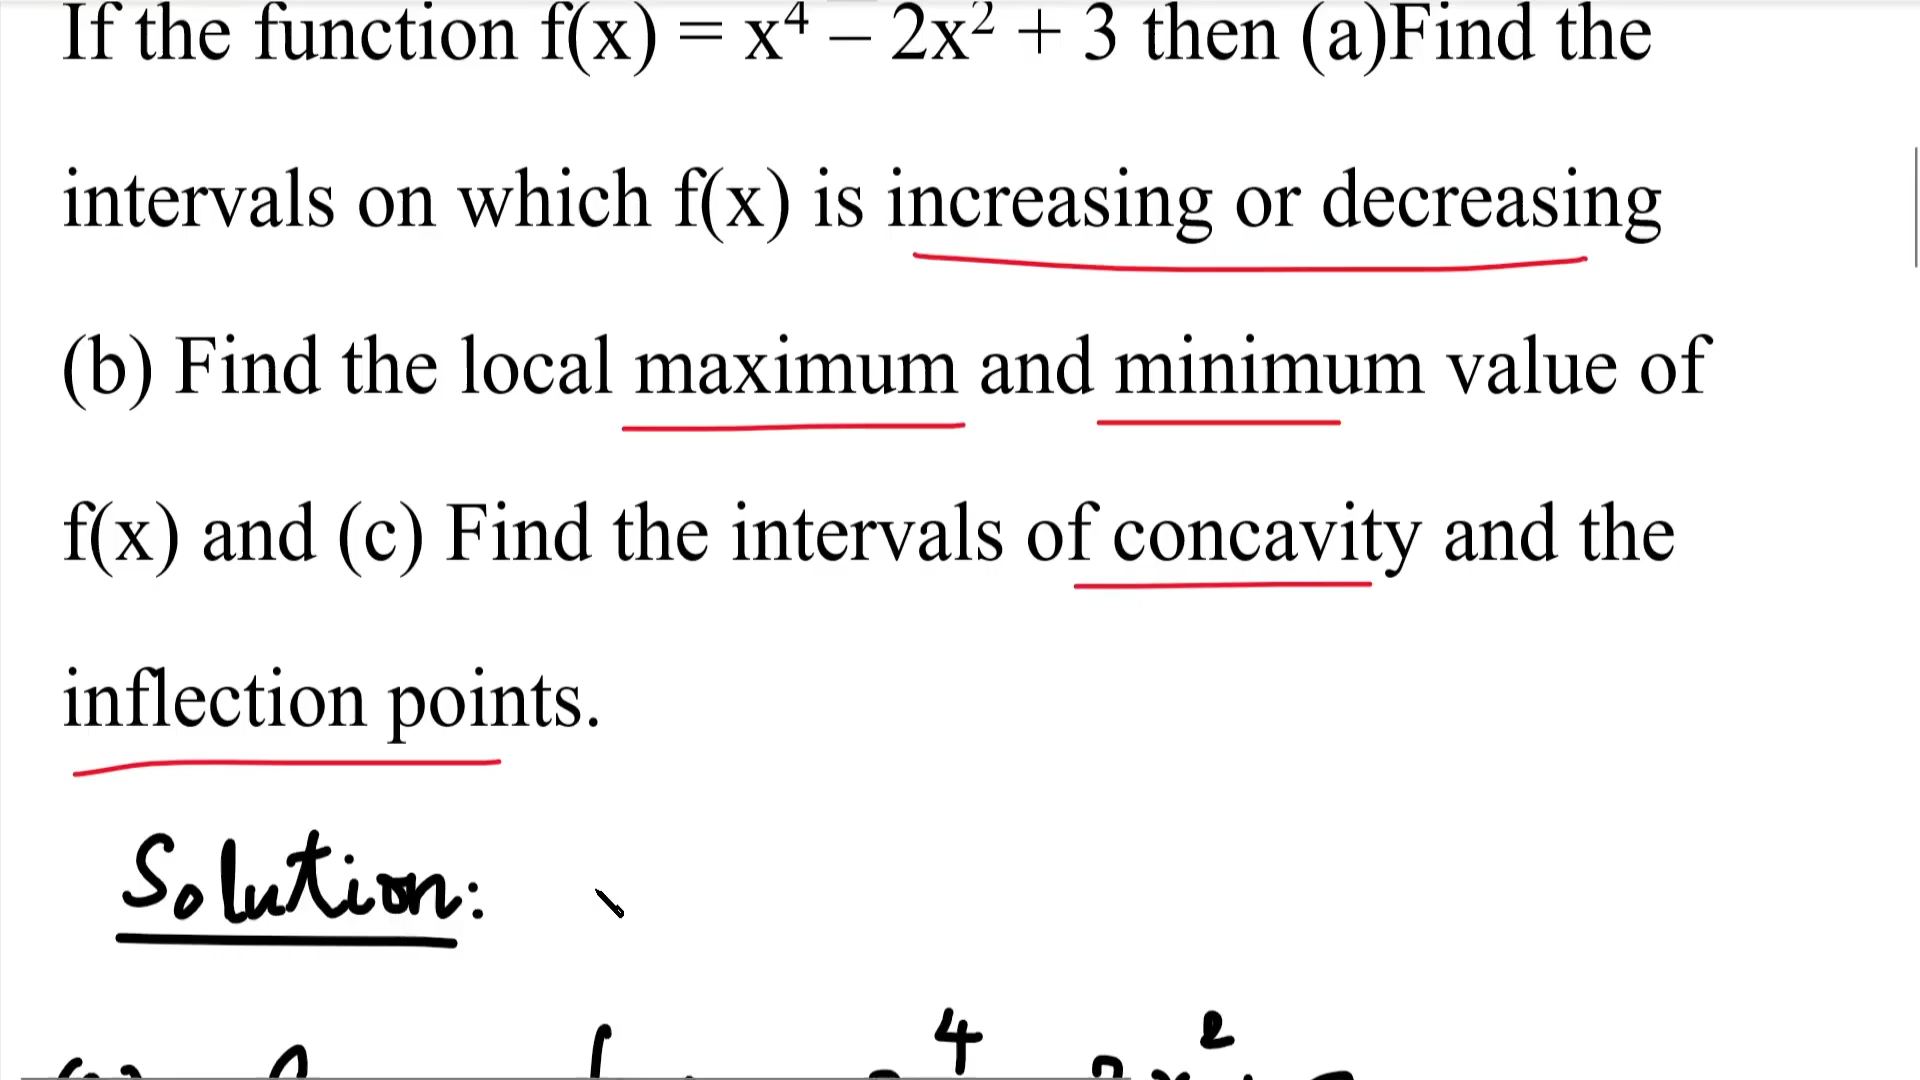 If the function f(x) = x⁴ – 2x² + 3 then (a)Find the
intervals on which f(x) is increasing or decreasing
(b) Find the local maximum and minimum value of
f(x) and (c) Find the intervals of concavity and the
inflection points.
Solution: